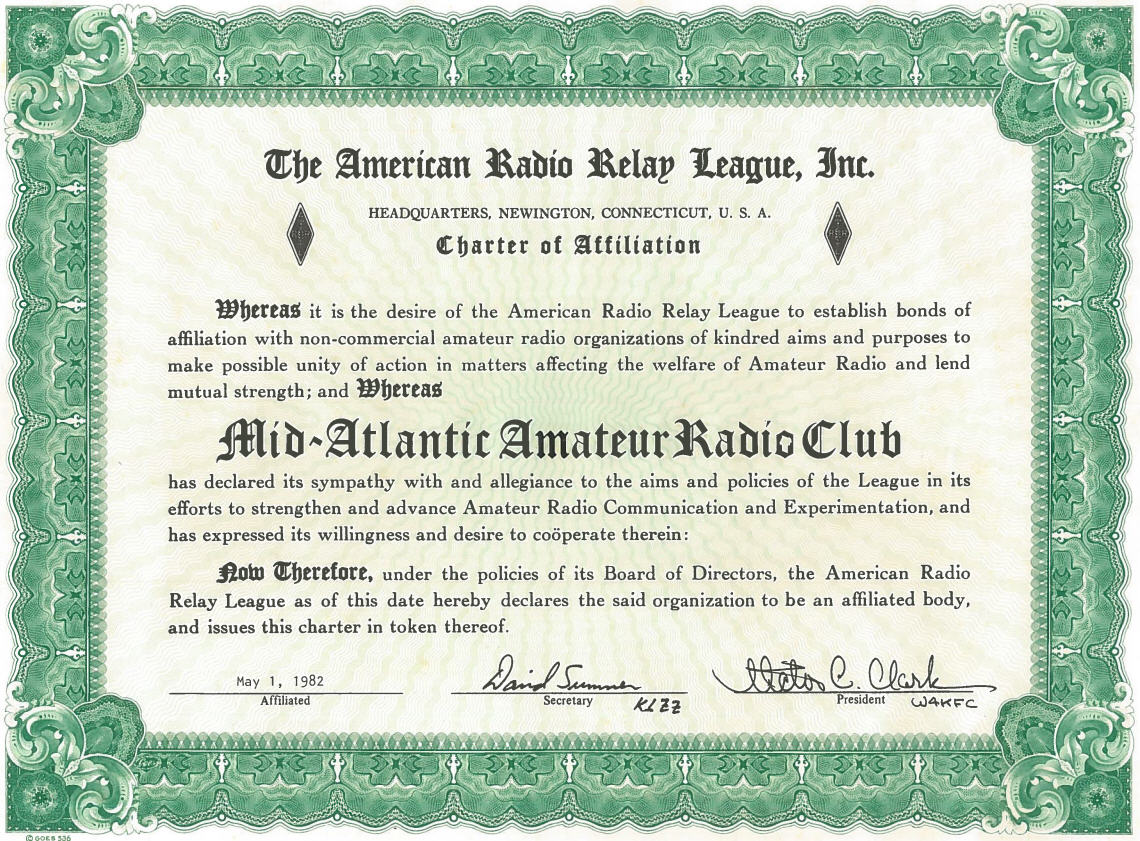 The American Radio Relay League, Inc.
HEADQUARTERS, NEWINGTON, CONNECTICUT, U. S. A.
Charter of Affiliation
Whereas it is the desire of the American Radio Relay League to establish bonds of
affiliation with non-commercial amateur radio organizations of kindred aims and purposes to
make possible unity of action in matters affecting the welfare of Amateur Radio and lend
mutual strength; and Whereas
Mid-Atlantic Amateur Radio Club
has declared its sympathy with and allegiance to the aims and policies of the League in its
efforts to strengthen and advance Amateur Radio Communication and Experimentation, and
has expressed its willingness and desire to coöperate therein:
Now Therefore, under the policies of its Board of Directors, the American Radio
Relay League as of this date hereby declares the said organization to be an affiliated body,
and issues this charter in token thereof.
May 1, 1982 David Sumner Victor C. Clark
Affiliated Secretary K1ZZ President W4KFC
© GOES 536